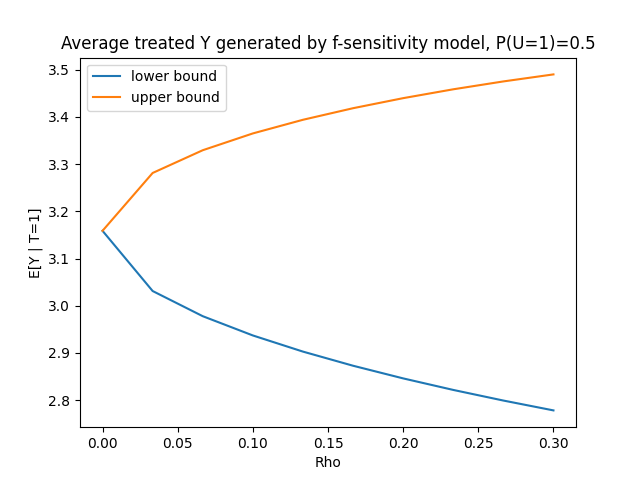 Average treated Y generated by f-sensitivity model, P(U=1)=0.5
lower bound
upper bound
E[Y | T=1]
3.5
3.4
3.3
3.2
3.1
3.0
2.9
2.8
0.00 0.05 0.10 0.15 0.20 0.25 0.30
Rho